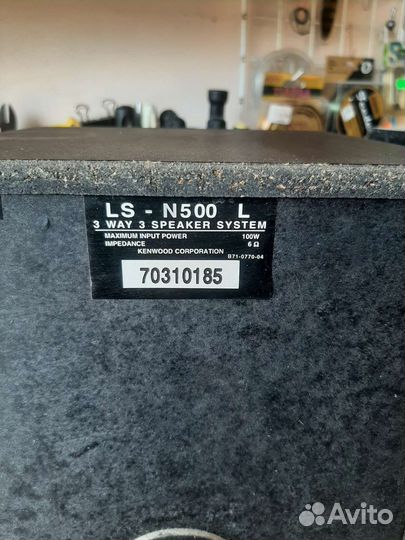 LS - N500 L
3 WAY 3 SPEAKER SYSTEM
MAXIMUM INPUT POWER 100W
IMPEDANCE 6 Ω
KENWOOD CORPORATION
B71-0770-04
70310185
Avito